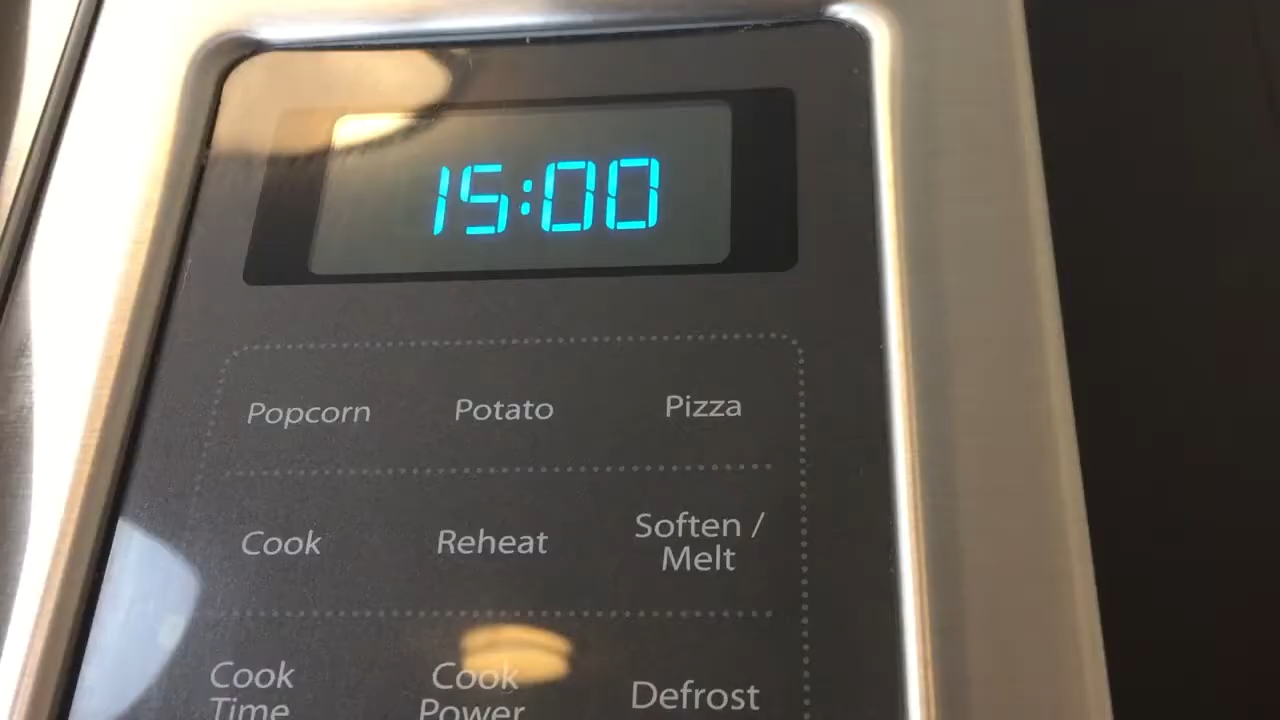 15:00
Popcorn Potato Pizza
Cook Reheat Soften /
Melt
Cook Cook Defrost
Time Power